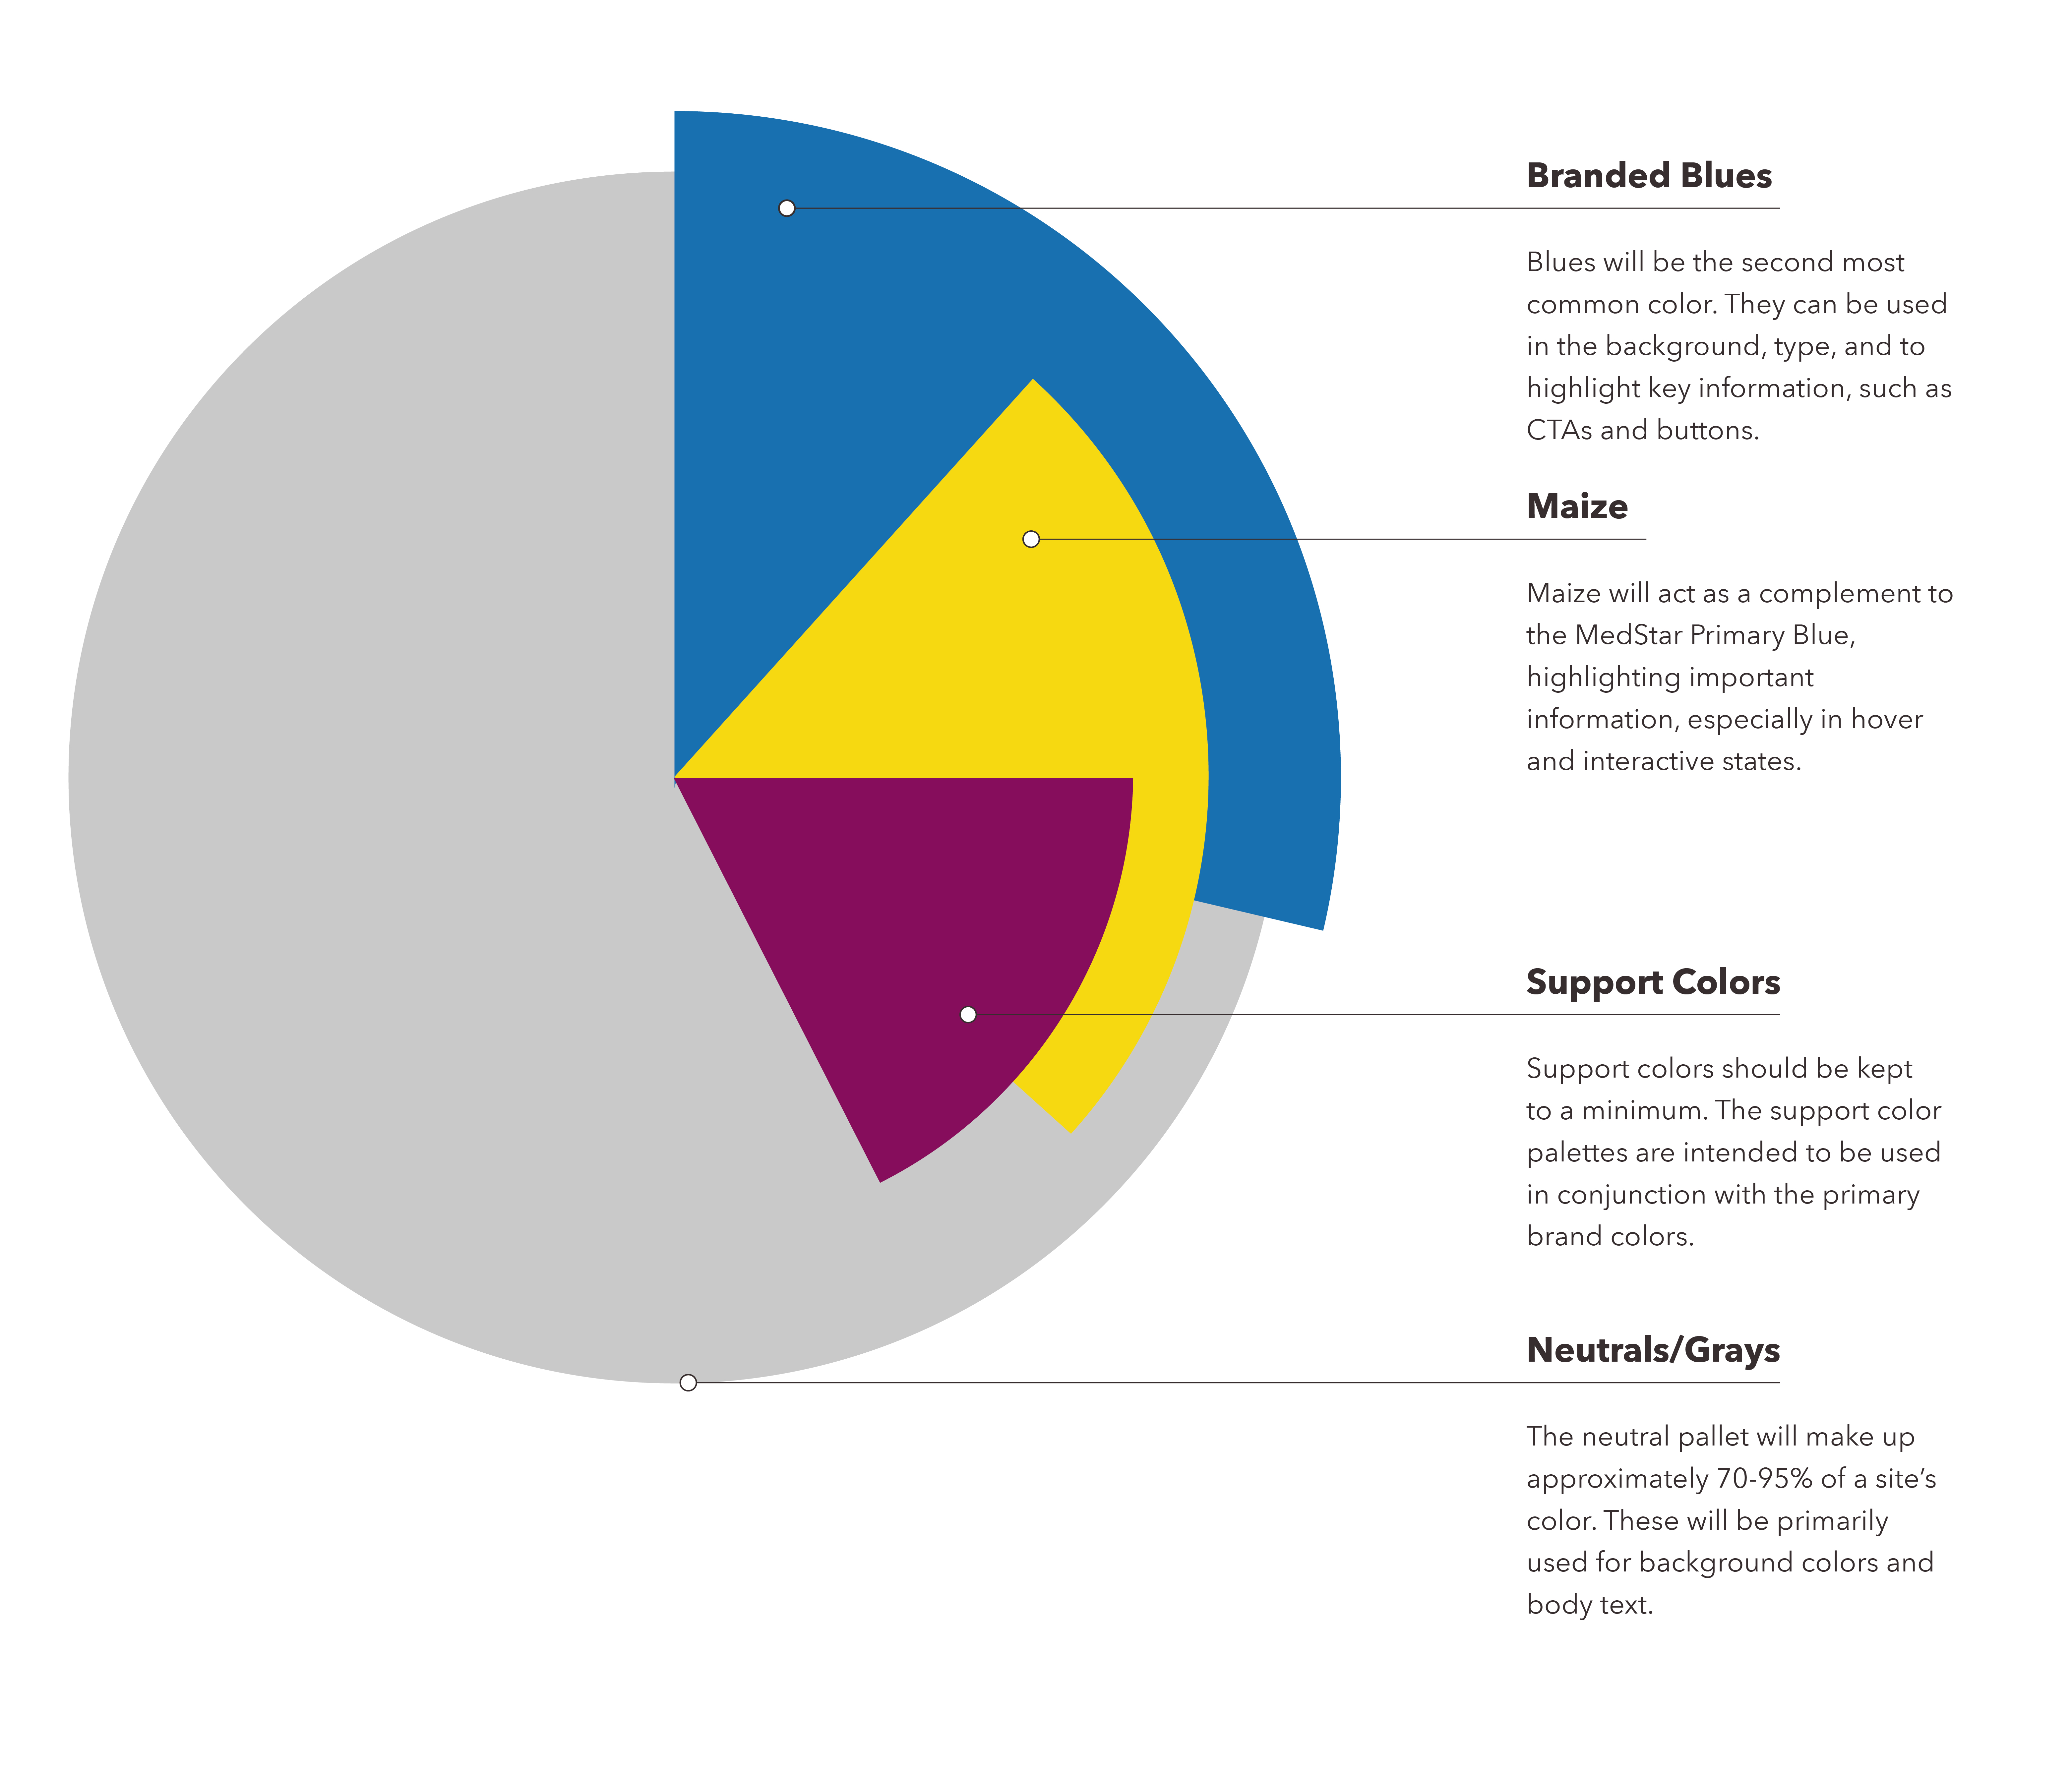 Branded Blues
Blues will be the second most
common color. They can be used
in the background, type, and to
highlight key information, such as
CTAs and buttons.
Maize
Maize will act as a complement to
the MedStar Primary Blue,
highlighting important
information, especially in hover
and interactive states.
Support Colors
Support colors should be kept
to a minimum. The support color
palettes are intended to be used
in conjunction with the primary
brand colors.
Neutrals/Grays
The neutral pallet will make up
approximately 70-95% of a site’s
color. These will be primarily
used for background colors and
body text.